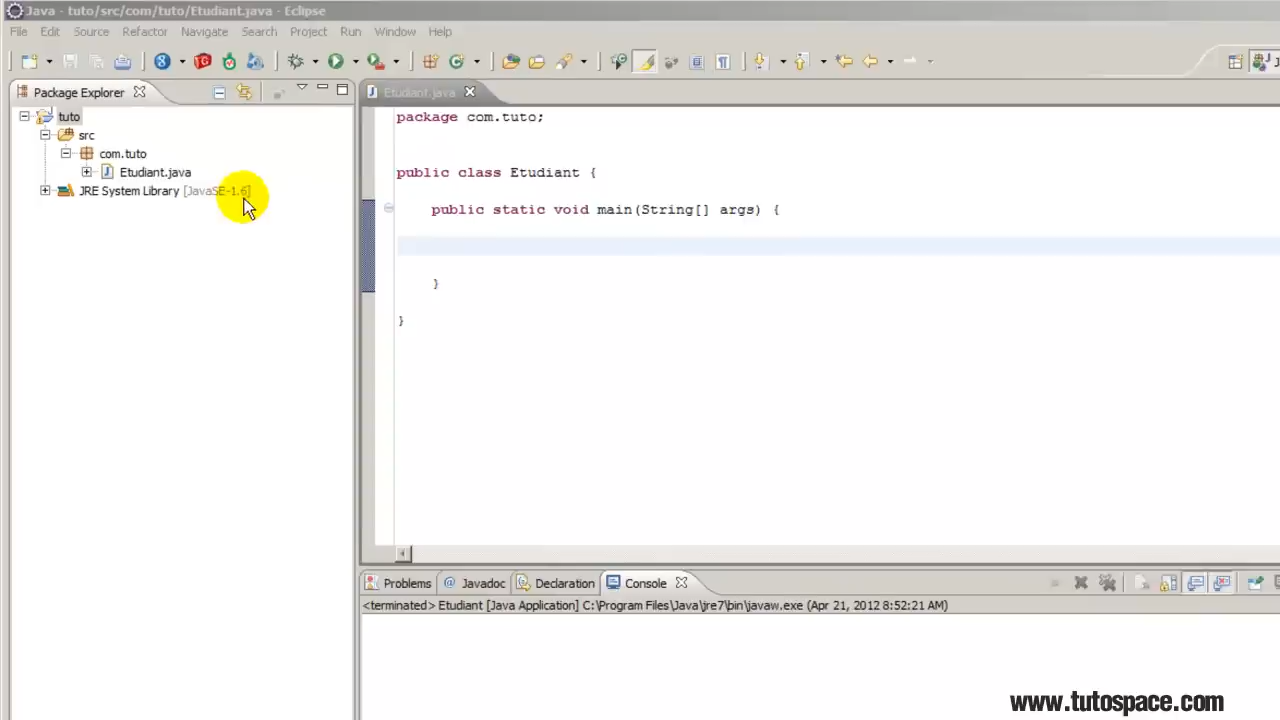 Java - tuto/src/com/tuto/Etudiant.java - Eclipse
File Edit Source Refactor Navigate Search Project Run Window Help
Package Explorer
Etudiant.java
tuto
src
com.tuto
Etudiant.java
JRE System Library [JavaSE-1.6]
package com.tuto;
public class Etudiant {
public static void main(String[] args) {
}
}
Problems @ Javadoc Declaration Console
<terminated> Etudiant [Java Application] C:\Program Files\Java\jre7\bin\javaw.exe (Apr 21, 2012 8:52:21 AM)
www.tutospace.com